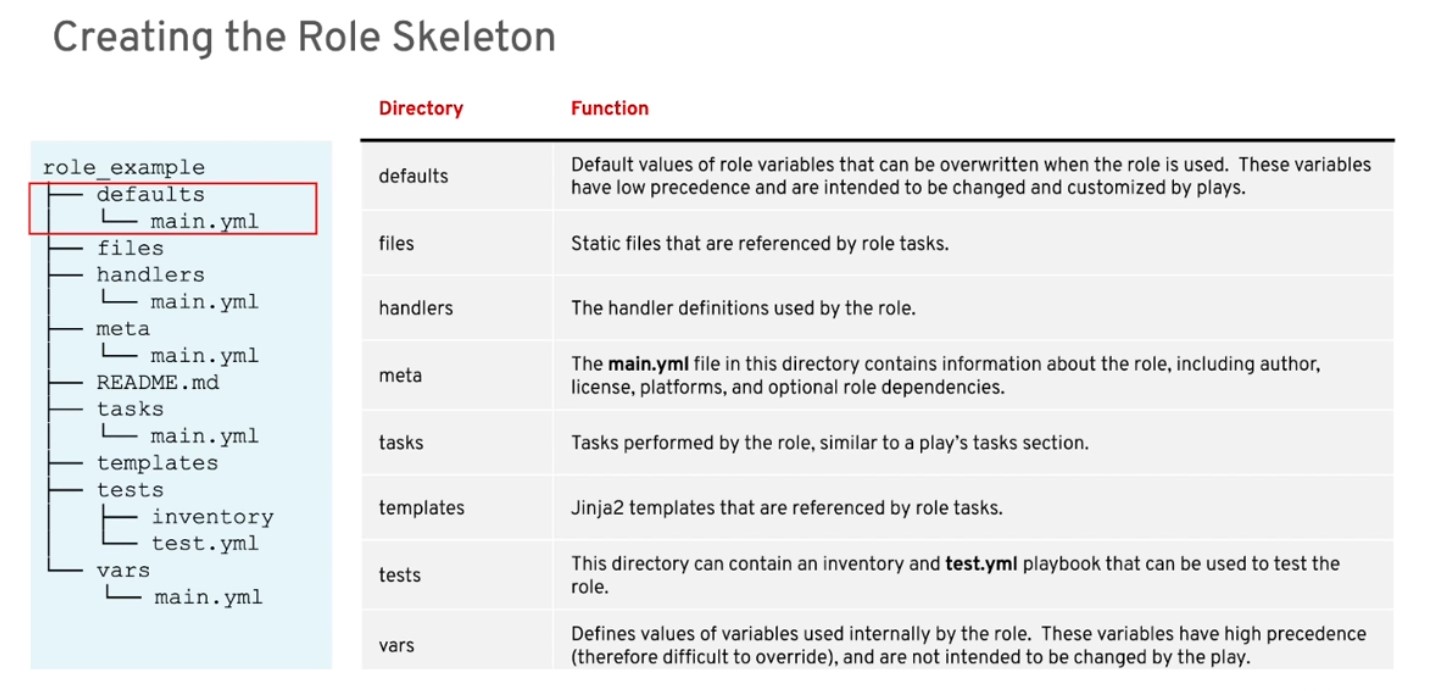 Creating the Role Skeleton
role_example
├── defaults
│   └── main.yml
├── files
├── handlers
│   └── main.yml
├── meta
│   └── main.yml
├── README.md
├── tasks
│   └── main.yml
├── templates
├── tests
│   ├── inventory
│   └── test.yml
└── vars
    └── main.yml
Directory Function
defaults Default values of role variables that can be overwritten when the role is used. These variables
have low precedence and are intended to be changed and customized by plays.
files Static files that are referenced by role tasks.
handlers The handler definitions used by the role.
meta The main.yml file in this directory contains information about the role, including author,
license, platforms, and optional role dependencies.
tasks Tasks performed by the role, similar to a play's tasks section.
templates Jinja2 templates that are referenced by role tasks.
tests This directory can contain an inventory and test.yml playbook that can be used to test the
role.
vars Defines values of variables used internally by the role. These variables have high precedence
(therefore difficult to override), and are not intended to be changed by the play.